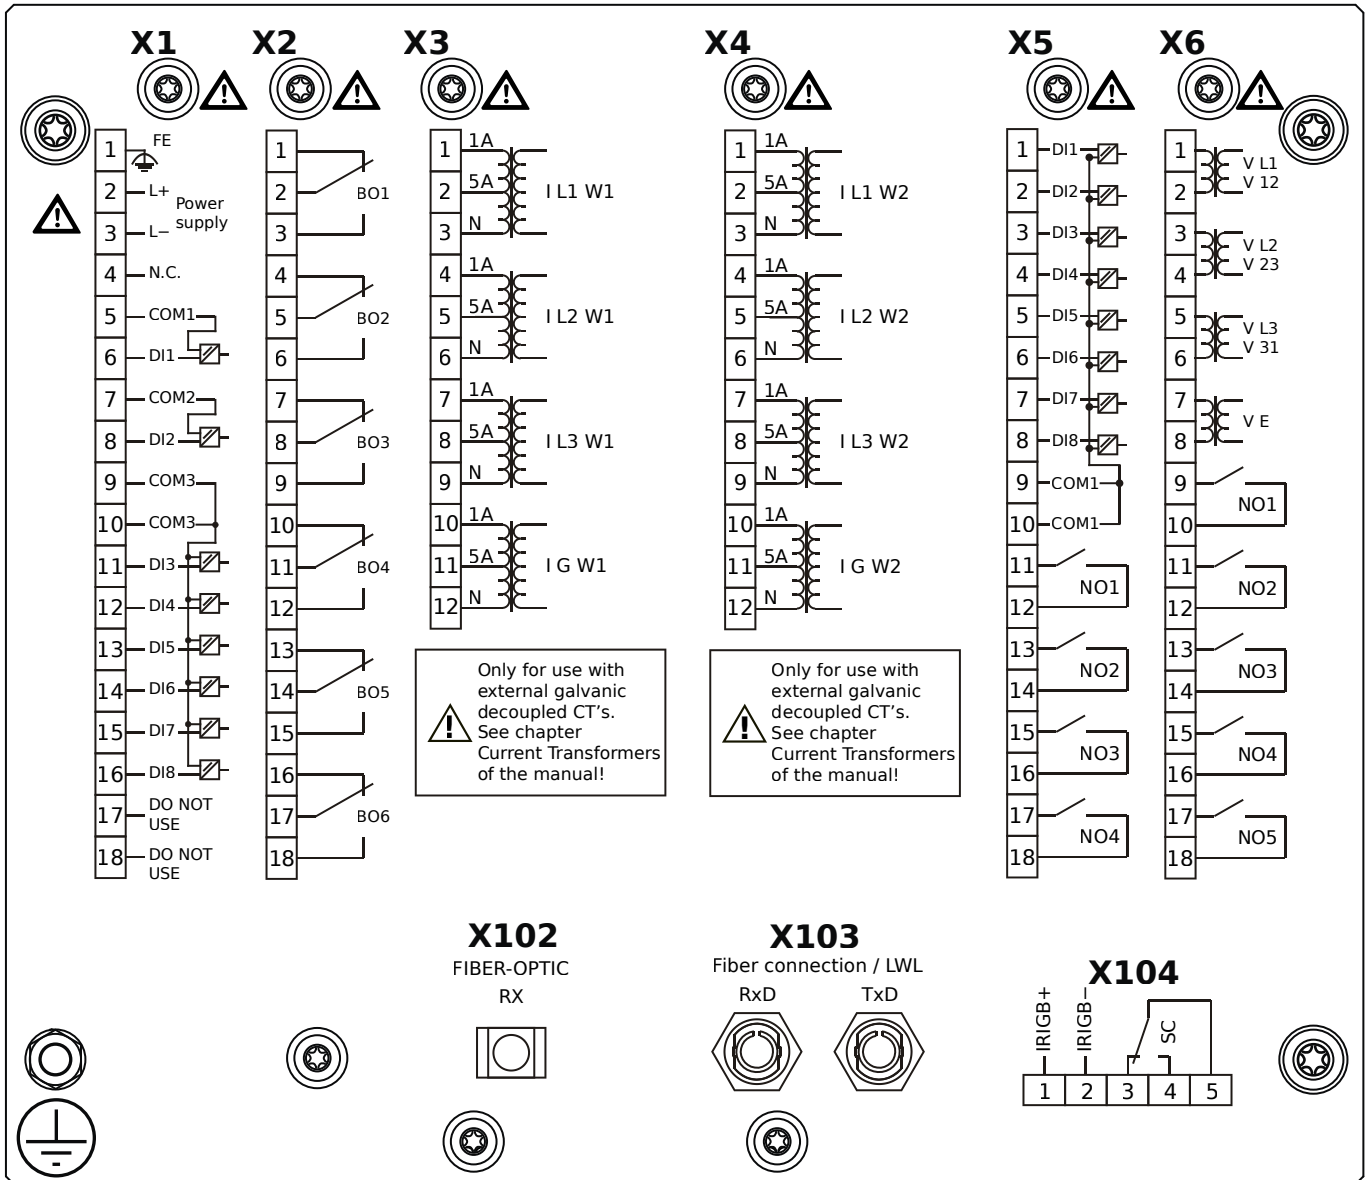 X1 X2 X3 X4 X5 X6
1 FE
2 L+
Power
supply
3 L−
4 N.C.
5 COM1
6 DI1
7 COM2
8 DI2
9 COM3
10 COM3
11 DI3
12 DI4
13 DI5
14 DI6
15 DI7
16 DI8
17 DO NOT
USE
18 DO NOT
USE
1
2 BO1
3
4
5 BO2
6
7
8 BO3
9
10
11 BO4
12
13
14 BO5
15
16
17 BO6
18
1 1A
2 5A I L1 W1
3 N
4 1A
5 5A I L2 W1
6 N
7 1A
8 5A I L3 W1
9 N
10 1A
11 5A I G W1
12 N
Only for use with
external galvanic
decoupled CT's.
See chapter
Current Transformers
of the manual!
1 1A
2 5A I L1 W2
3 N
4 1A
5 5A I L2 W2
6 N
7 1A
8 5A I L3 W2
9 N
10 1A
11 5A I G W2
12 N
Only for use with
external galvanic
decoupled CT's.
See chapter
Current Transformers
of the manual!
1 DI1
2 DI2
3 DI3
4 DI4
5 DI5
6 DI6
7 DI7
8 DI8
9 COM1
10 COM1
11
NO1
12
13
NO2
14
15
NO3
16
17
NO4
18
1
V L1
V 12
2
3
V L2
V 23
4
5
V L3
V 31
6
7
V E
8
9
NO1
10
11
NO2
12
13
NO3
14
15
NO4
16
17
NO5
18
X102
FIBER-OPTIC
RX
X103
Fiber connection / LWL
RxD TxD
X104
IRIGB+
IRIGB−
SC
1 2 3 4 5